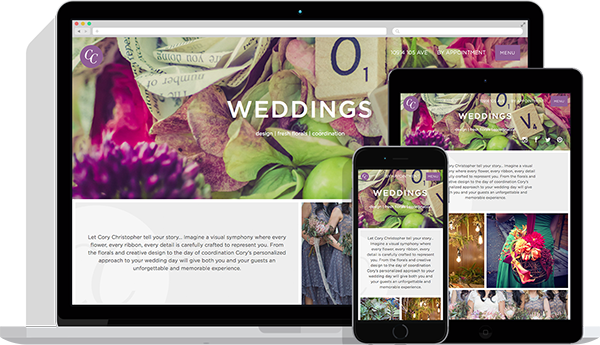 CC
10514 105 AVE
BY APPOINTMENT
MENU
O
1
WEDDINGS
design | fresh florals | coordination
Let Cory Christopher tell your story... imagine a visual symphony where every
flower, every ribbon, every detail is carefully crafted to represent you. From
the florals and creative design to the day of coordination Cory's personalized
approach to your wedding day will give both you and your guests an
unforgettable and memorable experience.
CC
MENU
O
V
WEDDINGS
Let Cory Christopher tell your story... imagine a
visual symphony where every flower, every ribbon,
every detail is carefully crafted to represent you.
From the florals and creative design to the day of
coordination Cory's personalized approach to your
wedding day will give both you and your guests an
unforgettable and memorable experience.
CC
MENU
WEDDINGS
Let Cory Christopher tell your
story... imagine a visual
symphony where every flower,
every ribbon, every detail is
carefully crafted to represent
you. From the florals and
creative design to the day of
coordination Cory's
personalized approach to your
wedding day will give both you
and your guests an
unforgettable and memorable
experience.